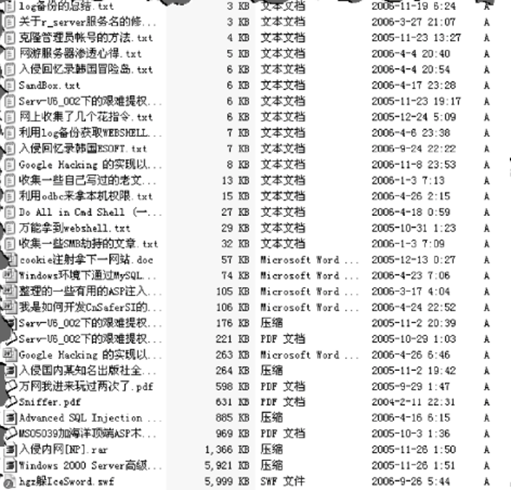 log备份的总结.txt 3 KB 文本文档 2006-11-19 6:24 A
关于r_server服务名的修... 3 KB 文本文档 2006-3-27 21:07 A
克隆管理员帐号的方法.txt 4 KB 文本文档 2005-11-23 13:27 A
网游服务器渗透心得.txt 5 KB 文本文档 2006-4-4 20:40 A
入侵回忆录韩国冒险岛.txt 6 KB 文本文档 2006-4-4 20:54 A
SandBox.txt 6 KB 文本文档 2006-4-17 23:28 A
Serv-U6_002下的艰难提权... 6 KB 文本文档 2005-11-23 19:17 A
网上收集了几个花指令.txt 6 KB 文本文档 2005-12-24 5:09 A
利用log备份获取WEBSHELL... 7 KB 文本文档 2006-4-6 23:38 A
入侵回忆录韩国ESOFT.txt 7 KB 文本文档 2006-9-24 22:22 A
Google Hacking 的实现以... 8 KB 文本文档 2006-11-8 23:53 A
收集一些自己写过的老文... 13 KB 文本文档 2006-1-3 7:13 A
利用odbc来拿本机权限.txt 15 KB 文本文档 2006-4-26 2:15 A
Do All in Cmd Shell (一... 27 KB 文本文档 2006-4-18 0:59 A
万能拿到webshell.txt 29 KB 文本文档 2005-10-31 1:23 A
收集一些SMB劫持的文章.txt 32 KB 文本文档 2006-1-3 7:09 A
cookie注射拿下一网站.doc 57 KB Microsoft Word ... 2005-12-13 0:27 A
Windows环境下通过MySQL... 74 KB Microsoft Word ... 2006-4-23 7:06 A
整理的一些有用的ASP注入... 105 KB Microsoft Word ... 2006-3-17 4:04 A
我是如何开发CnSaferSI的... 106 KB Microsoft Word ... 2006-4-24 22:52 A
Serv-U6_002下的艰难提权... 176 KB 压缩 2005-11-2 20:39 A
Serv-U6_002下的艰难提权... 221 KB PDF 文档 2005-10-29 1:03 A
Google Hacking 的实现以... 263 KB Microsoft Word ... 2006-4-26 6:46 A
入侵国内某知名出版社全... 264 KB 压缩 2005-11-2 19:42 A
万网我进来玩过两次了.pdf 598 KB PDF 文档 2005-9-29 1:47 A
Sniffer.pdf 631 KB PDF 文档 2004-2-11 22:31 A
Advanced SQL Injection ... 885 KB 压缩 2006-4-16 6:15 A
MS05039加海洋顶端ASP木... 969 KB PDF 文档 2005-10-3 1:36 A
入侵内网[NP].rar 1,366 KB 压缩 2005-11-26 1:50 A
Windows 2000 Server高级... 5,921 KB 压缩 2005-11-26 1:51 A
hgz躲IceSword.swf 5,999 KB SWF 文件 2006-9-26 5:44 A